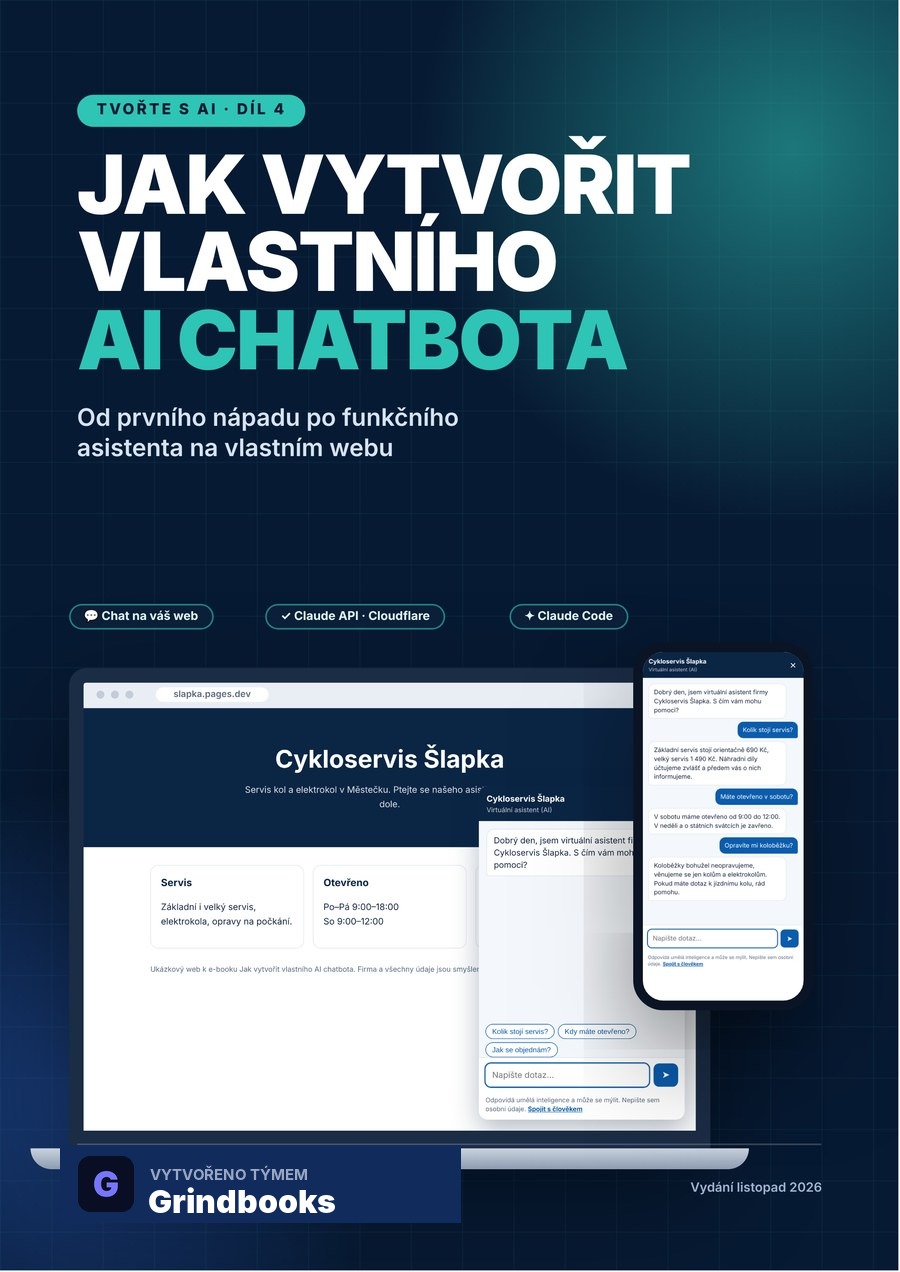 TVOŘTE S AI · DÍL 4
JAK VYTVOŘIT
VLASTNÍHO
AI CHATBOTA
Od prvního nápadu po funkčního
asistenta na vlastním webu
💬 Chat na váš web
✓ Claude API · Cloudflare
✦ Claude Code
slapka.pages.dev
Cykloservis Šlapka
Servis kol a elektrokol v Městečku. Ptejte se našeho
dole.
Servis
Základní i velký servis,
elektrokola, opravy na počkání.
Otevřeno
Po–Pá 9:00–18:00
So 9:00–12:00
Ukázkový web k e-booku Jak vytvořit vlastního AI chatbota. Firma a všechny údaje jsou
Cykloservis Šlapka
Virtuální asistent (AI)
Dobrý den, jsem virtuální asistent
Cykloservis Šlapka. S čím vám
pomoci?
Kolik stojí servis?
Kdy máte otevřeno?
Jak se objednám?
Napište dotaz...
➤
Odpovídá umělá inteligence a může se mýlit. Nepište sem
osobní údaje. Spojit s člověkem
Cykloservis Šlapka
Virtuální asistent (AI)
✕
Dobrý den, jsem virtuální asistent firmy
Cykloservis Šlapka. S čím vám mohu
pomoci?
Kolik stojí servis?
Základní servis stojí orientačně 690 Kč,
velký servis 1 490 Kč. Náhradní díly
účtujeme zvlášť a předem vás o nich
informujeme.
Máte otevřeno v sobotu?
V sobotu máme otevřeno od 9:00 do 12:00.
V neděli a o státních svátcích je zavřeno.
Opravíte mi koloběžku?
Koloběžky bohužel neopravujeme,
věnujeme se jen kolům a elektrokolům.
Pokud máte dotaz k jízdnímu kolu, rád
pomohu.
Napište dotaz...
➤
Odpovídá umělá inteligence a může se mýlit. Nepište sem osobní
údaje. Spojit s člověkem
G
VYTVOŘENO TÝMEM
Grindbooks
Vydání listopad 2026